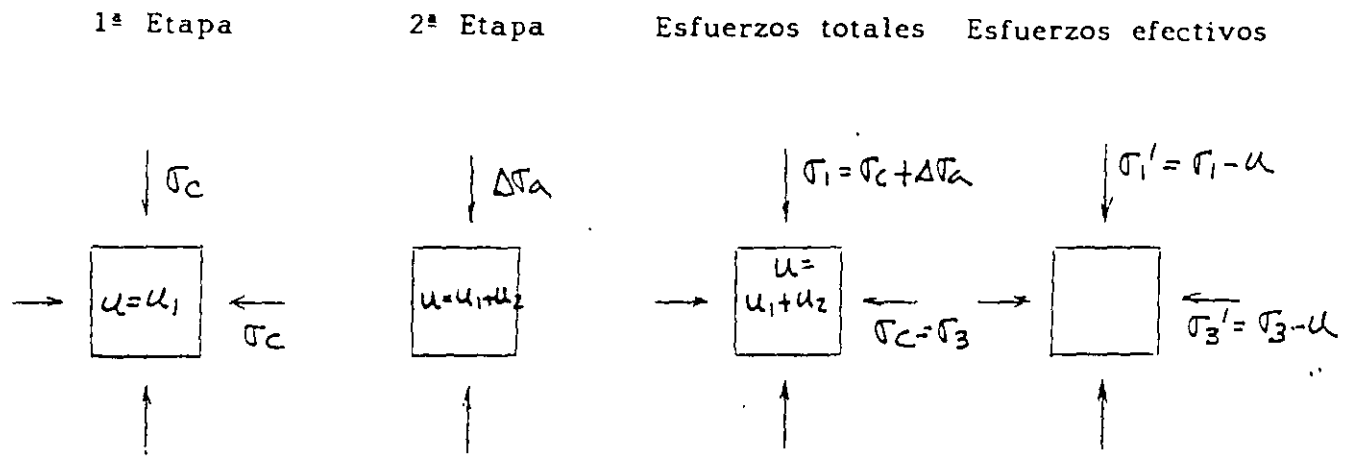 1ª Etapa 2ª Etapa Esfuerzos totales Esfuerzos efectivos
σc
Δσa
σ1 = σc + Δσa
σ1' = σ1 - u
u = u1
σc
u = u1 + u2
u =
u1 + u2
σc = σ3
σ3' = σ3 - u